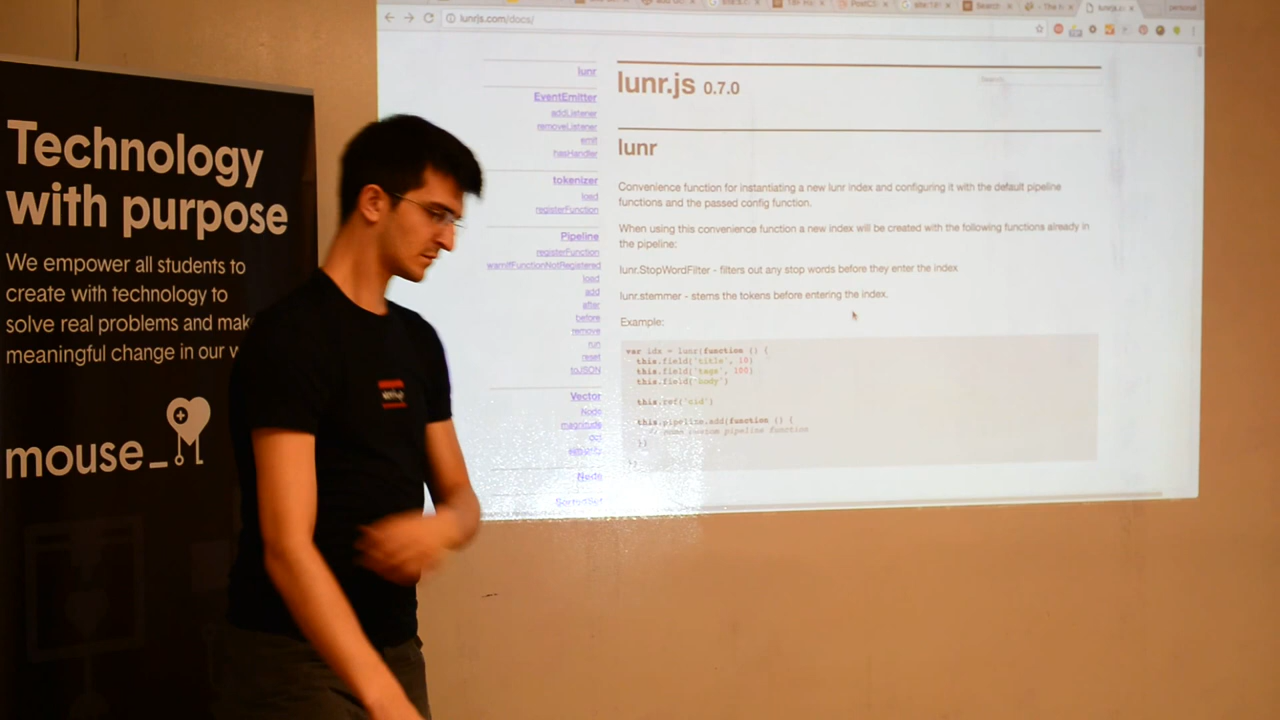 Technology
with purpose
We empower all students to
create with technology to
solve real problems and mak
meaningful change in our w
mouse_
lunrjs.com/docs/
personal
lunr
EventEmitter
addListener
removeListener
emit
hasHandler
tokenizer
load
registerFunction
Pipeline
registerFunction
warnIfFunctionNotRegistered
load
add
after
before
remove
run
reset
toJSON
Vector
Node
magnitude
dot
similarity
Node
SortedSet
lunr.js 0.7.0
Search
lunr
Convenience function for instantiating a new lunr index and configuring it with the default pipeline
functions and the passed config function.
When using this convenience function a new index will be created with the following functions already in
the pipeline:
lunr.StopWordFilter - filters out any stop words before they enter the index
lunr.stemmer - stems the tokens before entering the index.
Example:
var idx = lunr(function () {
this.field('title', 10)
this.field('tags', 100)
this.field('body')
this.ref('cid')
this.pipeline.add(function () {
// some custom pipeline function
})
})